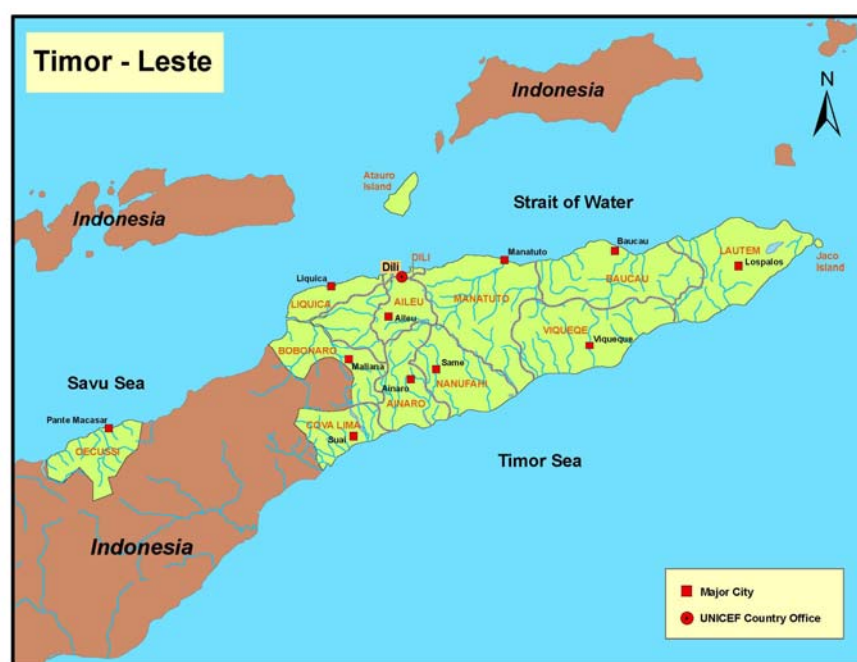 Timor - Leste
Indonesia
N
Atauro
Island
Indonesia
Strait of Water
Dili
DILI
Manatuto
Baucau
LAUTEM
Lospalos
Jaco
Island
Liquica
LIQUICA
AILEU
Aileu
MANATUTO
BAUCAU
VIQUEQE
Viqueque
BOBONARO
Maliana
Same
Ainaro
NANUFAHI
AINARO
Savu Sea
Pante Macasar
OECUSSI
COVA LIMA
Suai
Timor Sea
Indonesia
Major City
UNICEF Country Office